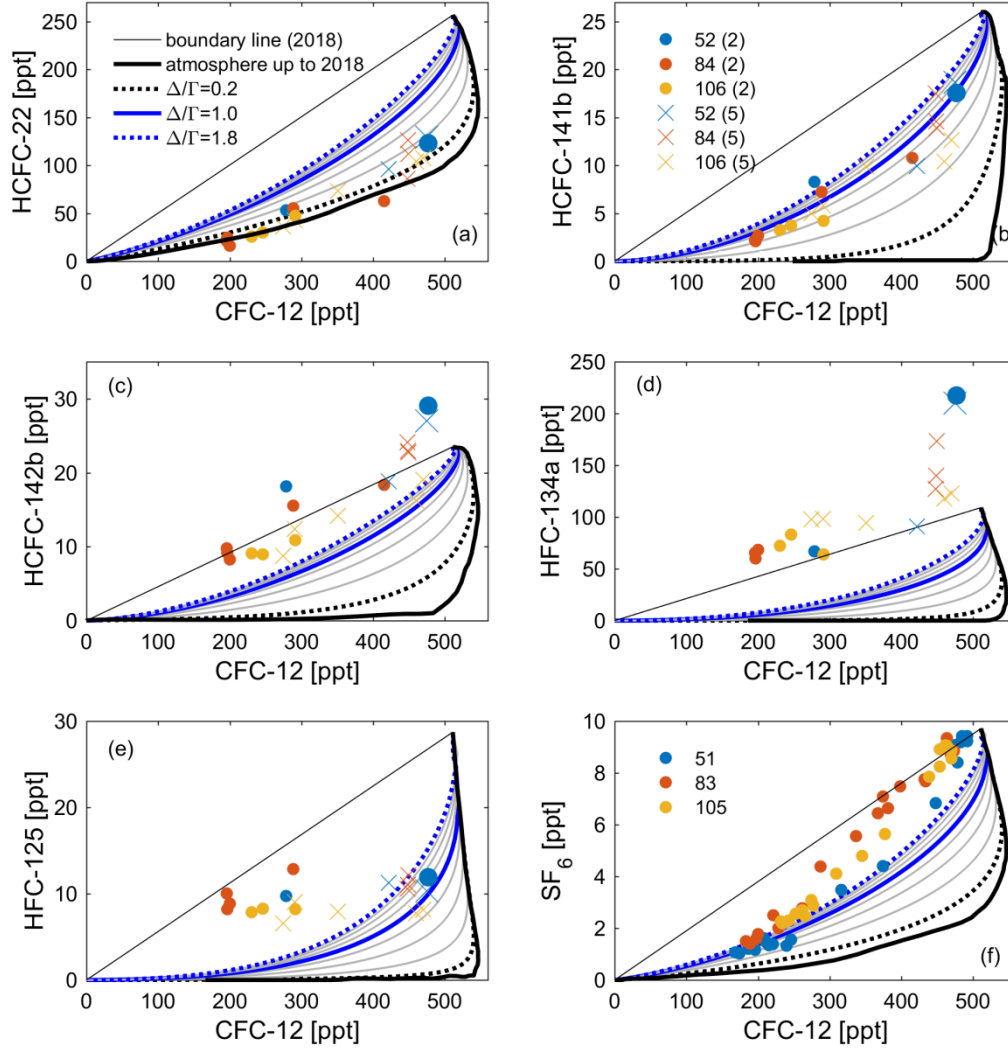 HCFC-22 [ppt]
250
200
150
100
50
0
boundary line (2018)
atmosphere up to 2018
Δ/Γ=0.2
Δ/Γ=1.0
Δ/Γ=1.8
(a)
0 100 200 300 400 500
CFC-12 [ppt]
HCFC-141b [ppt]
25
20
15
10
5
0
52 (2)
84 (2)
106 (2)
52 (5)
84 (5)
106 (5)
(b
0 100 200 300 400 500
CFC-12 [ppt]
HCFC-142b [ppt]
30
20
10
0
(c)
0 100 200 300 400 500
CFC-12 [ppt]
HFC-134a [ppt]
250
200
150
100
50
0
(d)
0 100 200 300 400 500
CFC-12 [ppt]
HFC-125 [ppt]
30
20
10
0
(e)
0 100 200 300 400 500
CFC-12 [ppt]
SF6 [ppt]
10
8
6
4
2
0
51
83
105
(f)
0 100 200 300 400 500
CFC-12 [ppt]